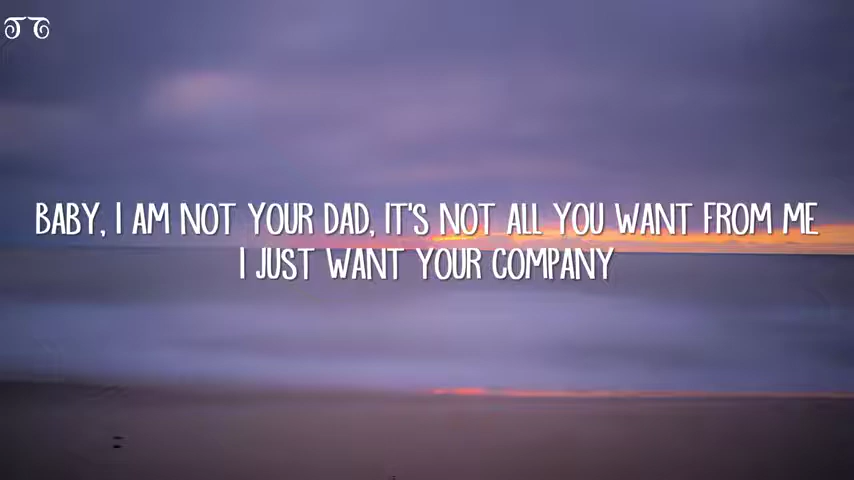 BABY, I AM NOT YOUR DAD, IT'S NOT ALL YOU WANT FROM ME
I JUST WANT YOUR COMPANY